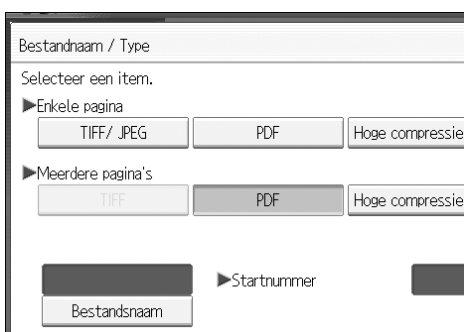 Bestandnaam / Type
Selecteer een item.
▶Enkele pagina
TIFF/ JPEG PDF Hoge compressie
▶Meerdere pagina's
TIFF PDF Hoge compressie
▶Startnummer
Bestandsnaam